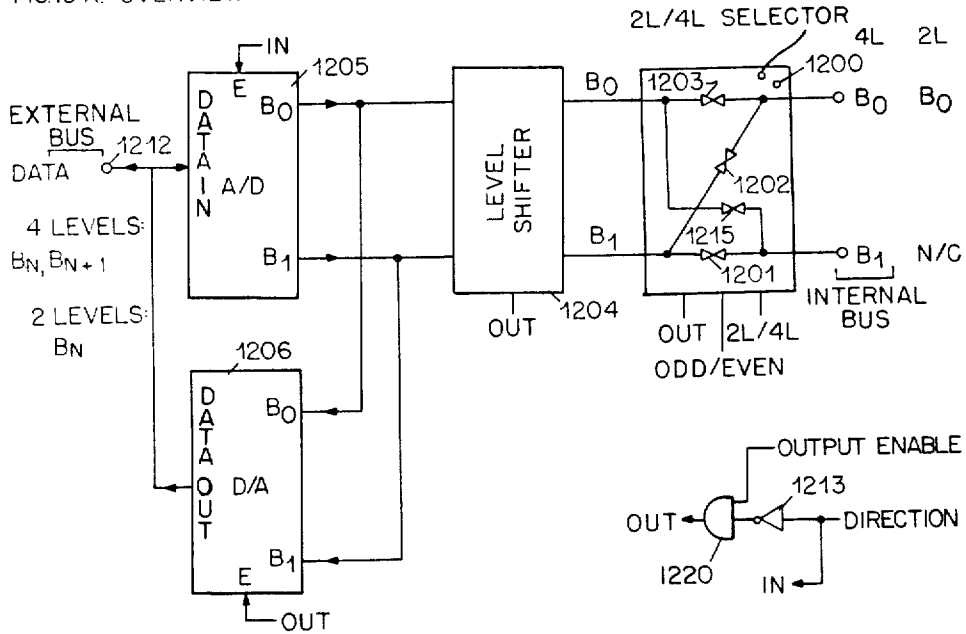 2L/4L SELECTOR
4L 2L
IN
1205
1200
1203
E
DATA IN
A/D
B0
B0
B0
B0
EXTERNAL BUS
1212
DATA
LEVEL SHIFTER
1202
4 LEVELS:
BN, BN+1
B1
B1
1215
1201
B1
N/C
INTERNAL BUS
2 LEVELS:
BN
OUT
1204
OUT
2L/4L
ODD/EVEN
1206
DATA OUT
D/A
B0
B1
E
OUT
OUTPUT ENABLE
1213
OUT
DIRECTION
1220
IN